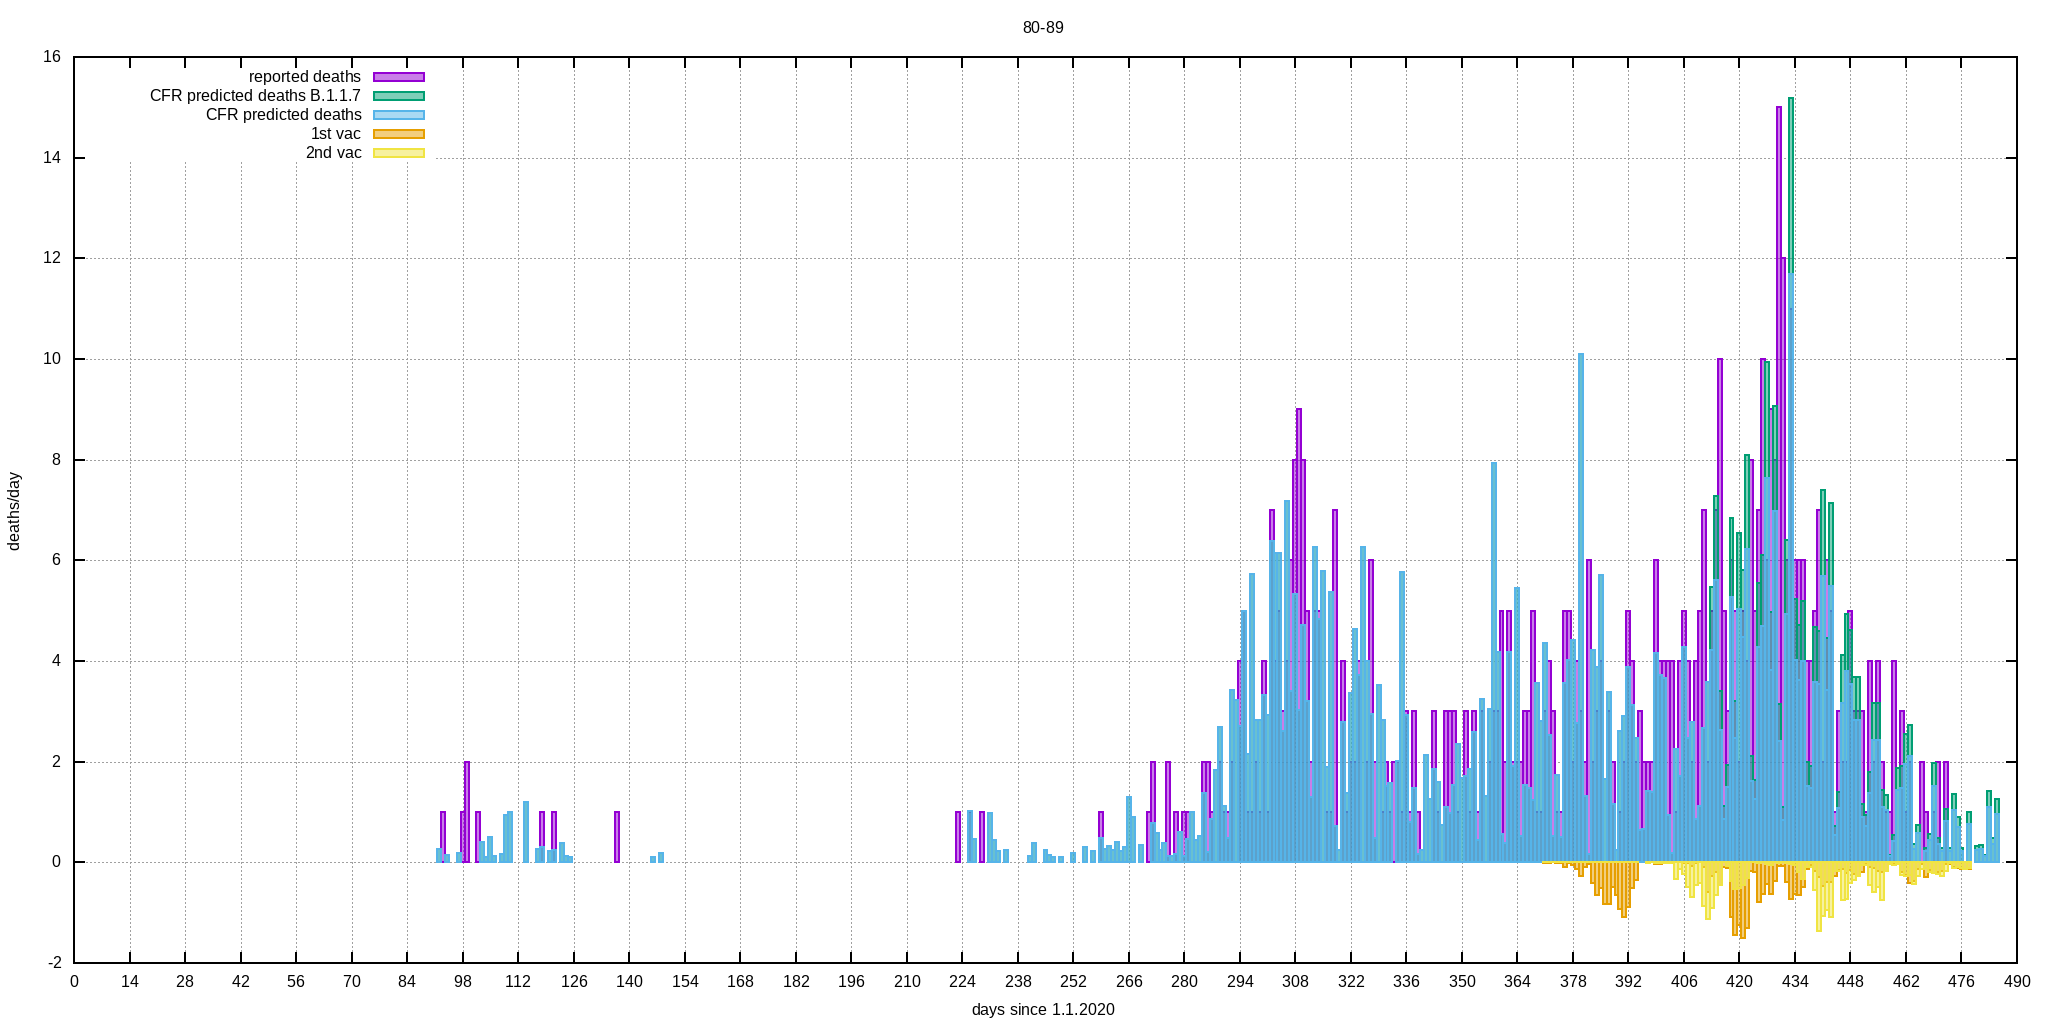 80-89
16
14
12
10
8
6
4
2
0
-2
deaths/day
reported deaths
CFR predicted deaths B.1.1.7
CFR predicted deaths
1st vac
2nd vac
0 14 28 42 56 70 84 98 112 126 140 154 168 182 196 210 224 238 252 266 280 294 308 322 336 350 364 378 392 406 420 434 448 462 476 490
days since 1.1.2020